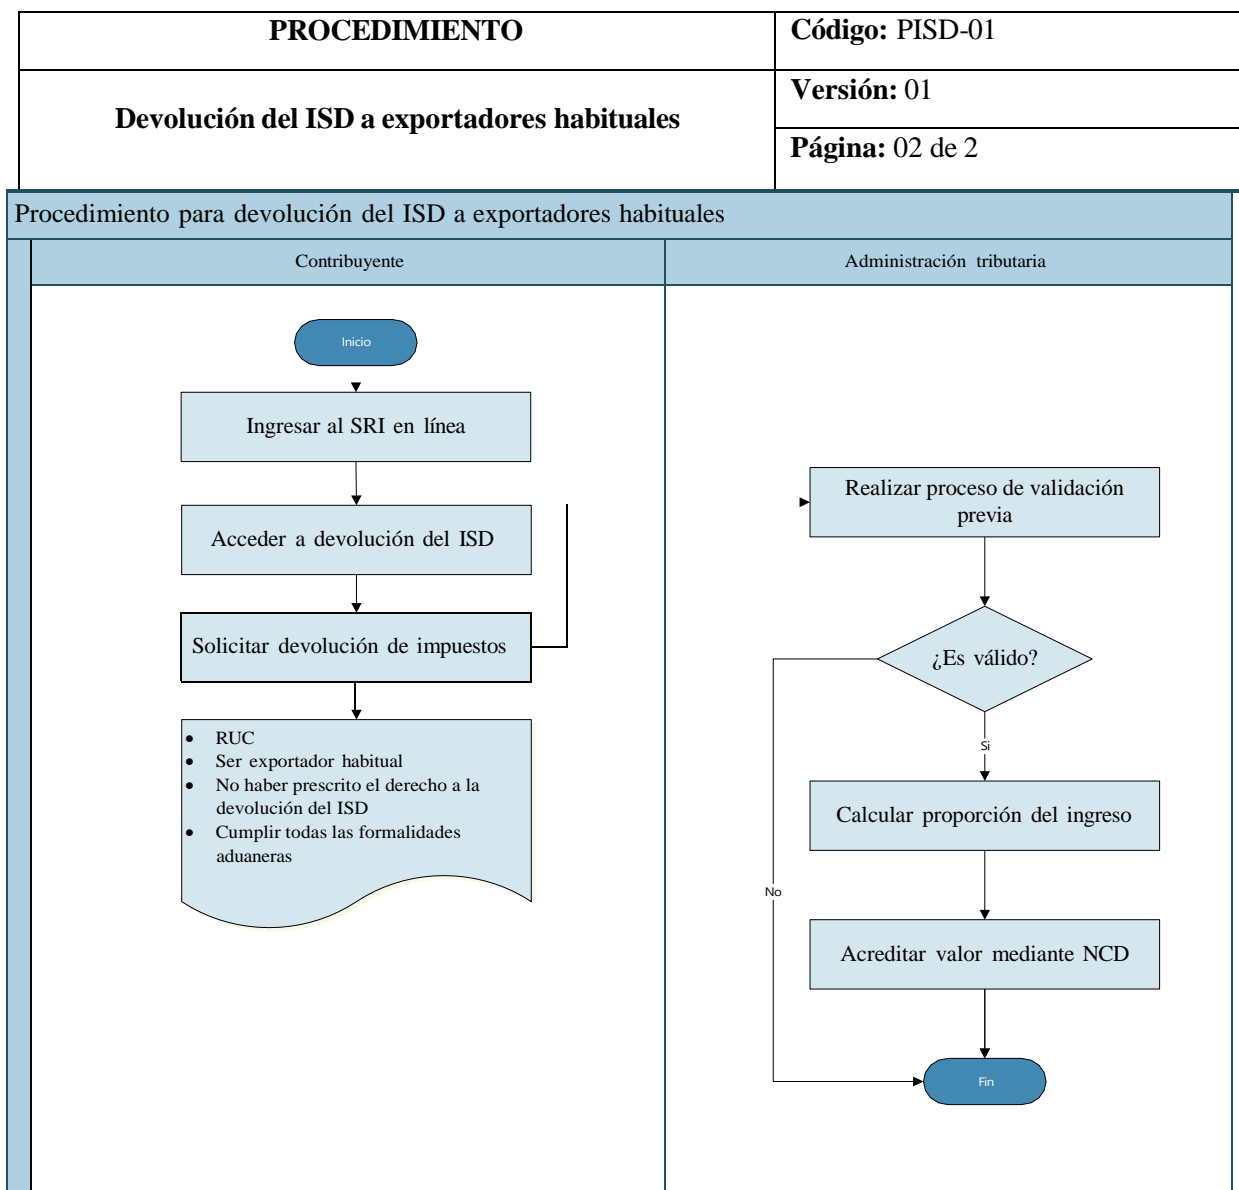 PROCEDIMIENTO
Código: PISD-01
Devolución del ISD a exportadores habituales
Versión: 01
Página: 02 de 2
Procedimiento para devolución del ISD a exportadores habituales
Contribuyente
Administración tributaria
Inicio
Ingresar al SRI en línea
Acceder a devolución del ISD
Solicitar devolución de impuestos
• RUC
• Ser exportador habitual
• No haber prescrito el derecho a la
devolución del ISD
• Cumplir todas las formalidades
aduaneras
Realizar proceso de validación
previa
¿Es válido?
Si
Calcular proporción del ingreso
No
Acreditar valor mediante NCD
Fin